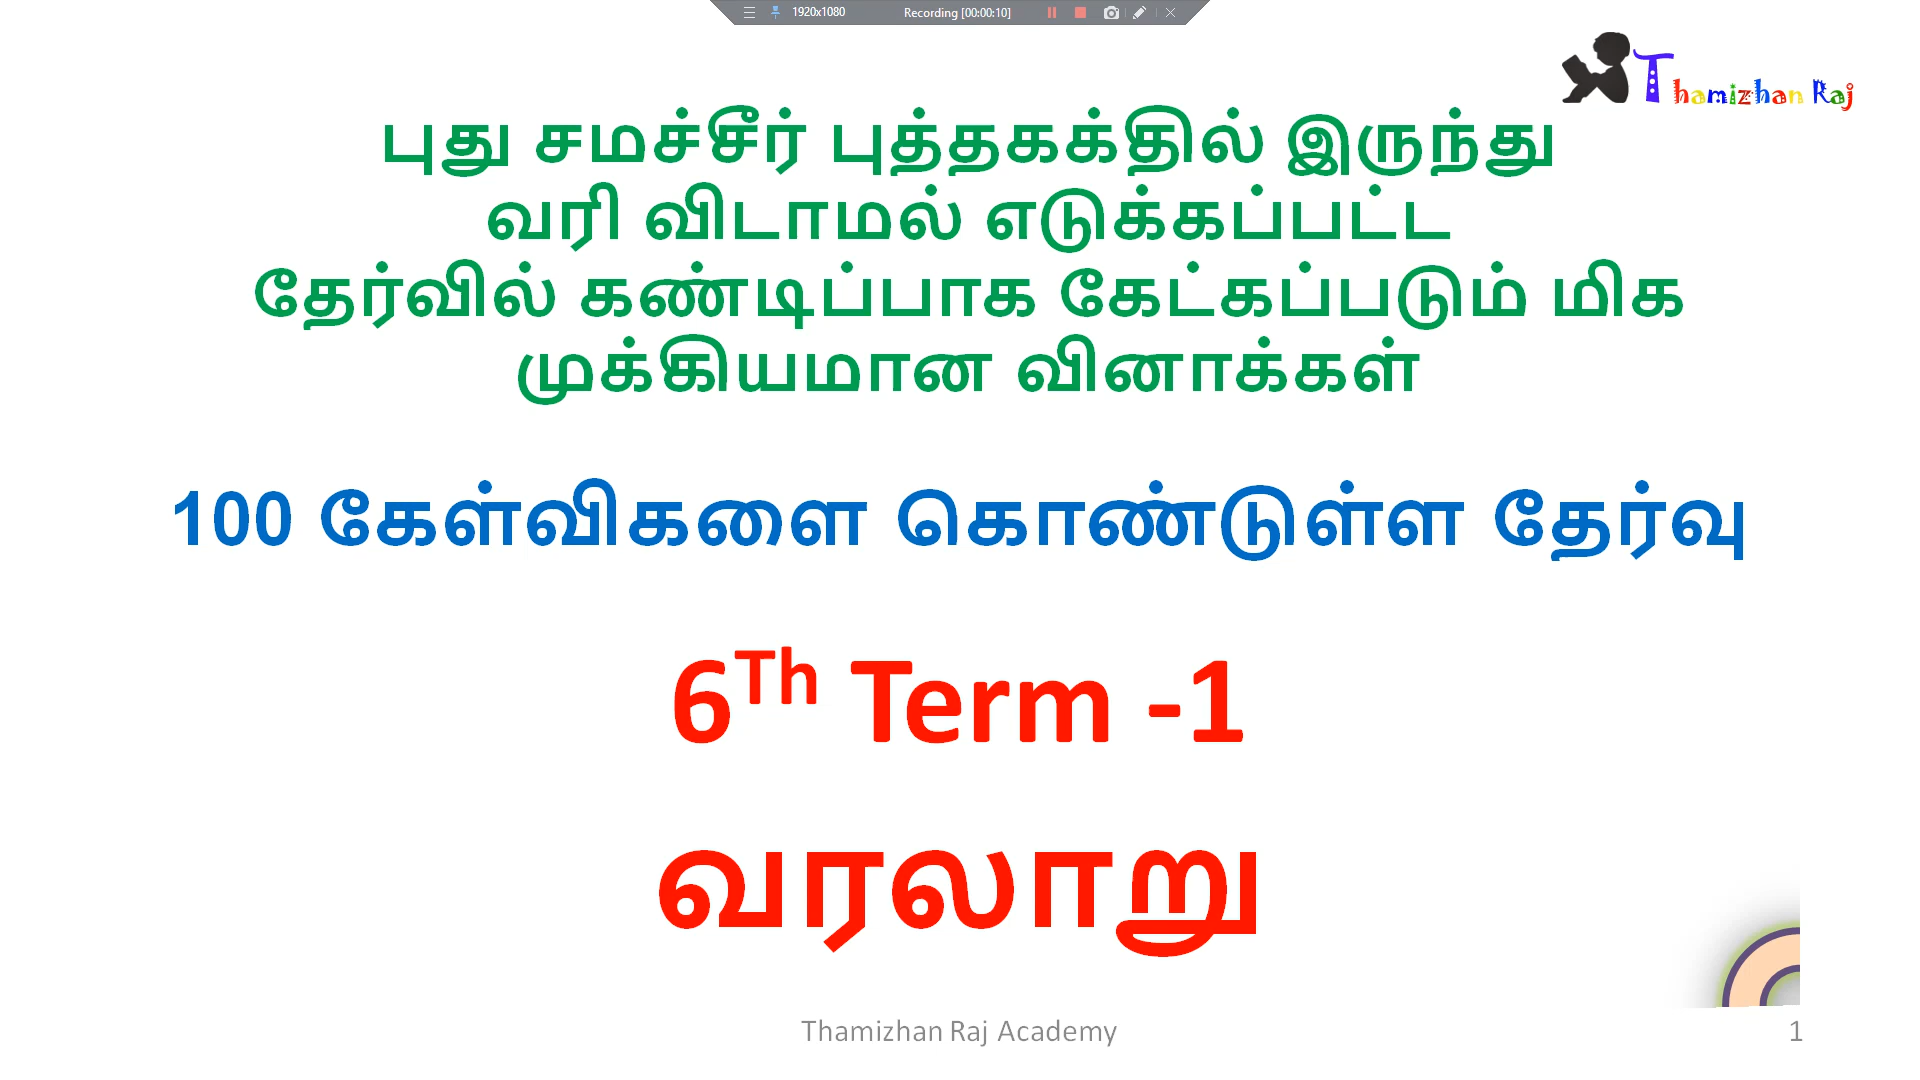 1920x1080 Recording [00:00:10]
Thamizhan Raj
புது சமச்சீர் புத்தகக்தில் இருந்து
வரி விடாமல் எடுக்கப்பட்ட
தேர்வில் கண்டிப்பாக கேட்கப்படும் மிக
முக்கியமான வினாக்கள்
100 கேள்விகளை கொண்டுள்ள தேர்வு
6Th Term -1
வரலாறு
Thamizhan Raj Academy
1